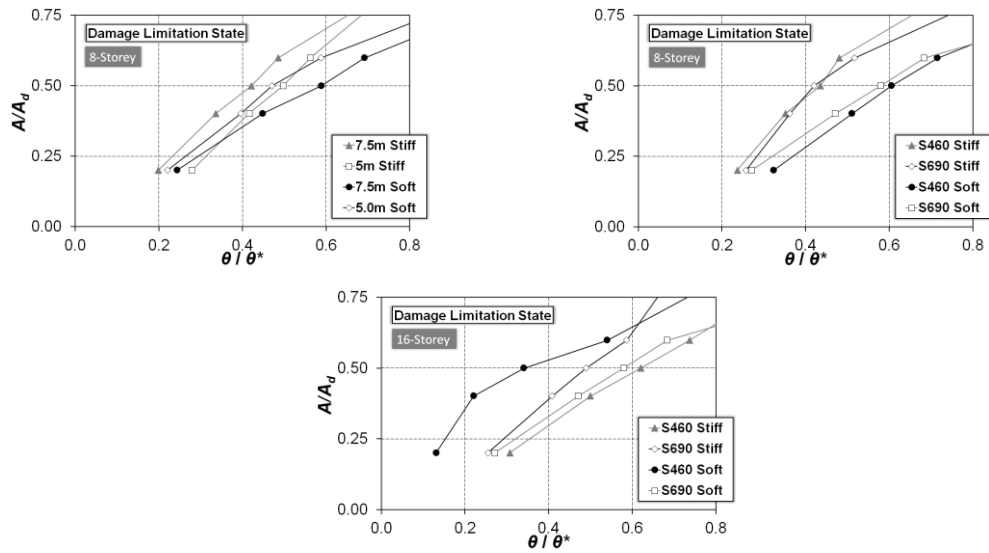 0.75
Damage Limitation State
8-Storey
0.50
A/A_d
7.5m Stiff
5m Stiff
0.25
7.5m Soft
5.0m Soft
0.00
0.0 0.2 0.4 0.6 0.8
θ / θ*
0.75
Damage Limitation State
8-Storey
0.50
A/A_d
S460 Stiff
S690 Stiff
0.25
S460 Soft
S690 Soft
0.00
0.0 0.2 0.4 0.6 0.8
θ / θ*
0.75
Damage Limitation State
16-Storey
0.50
A/A_d
S460 Stiff
0.25
S690 Stiff
S460 Soft
S690 Soft
0.00
0.0 0.2 0.4 0.6 0.8
θ / θ*